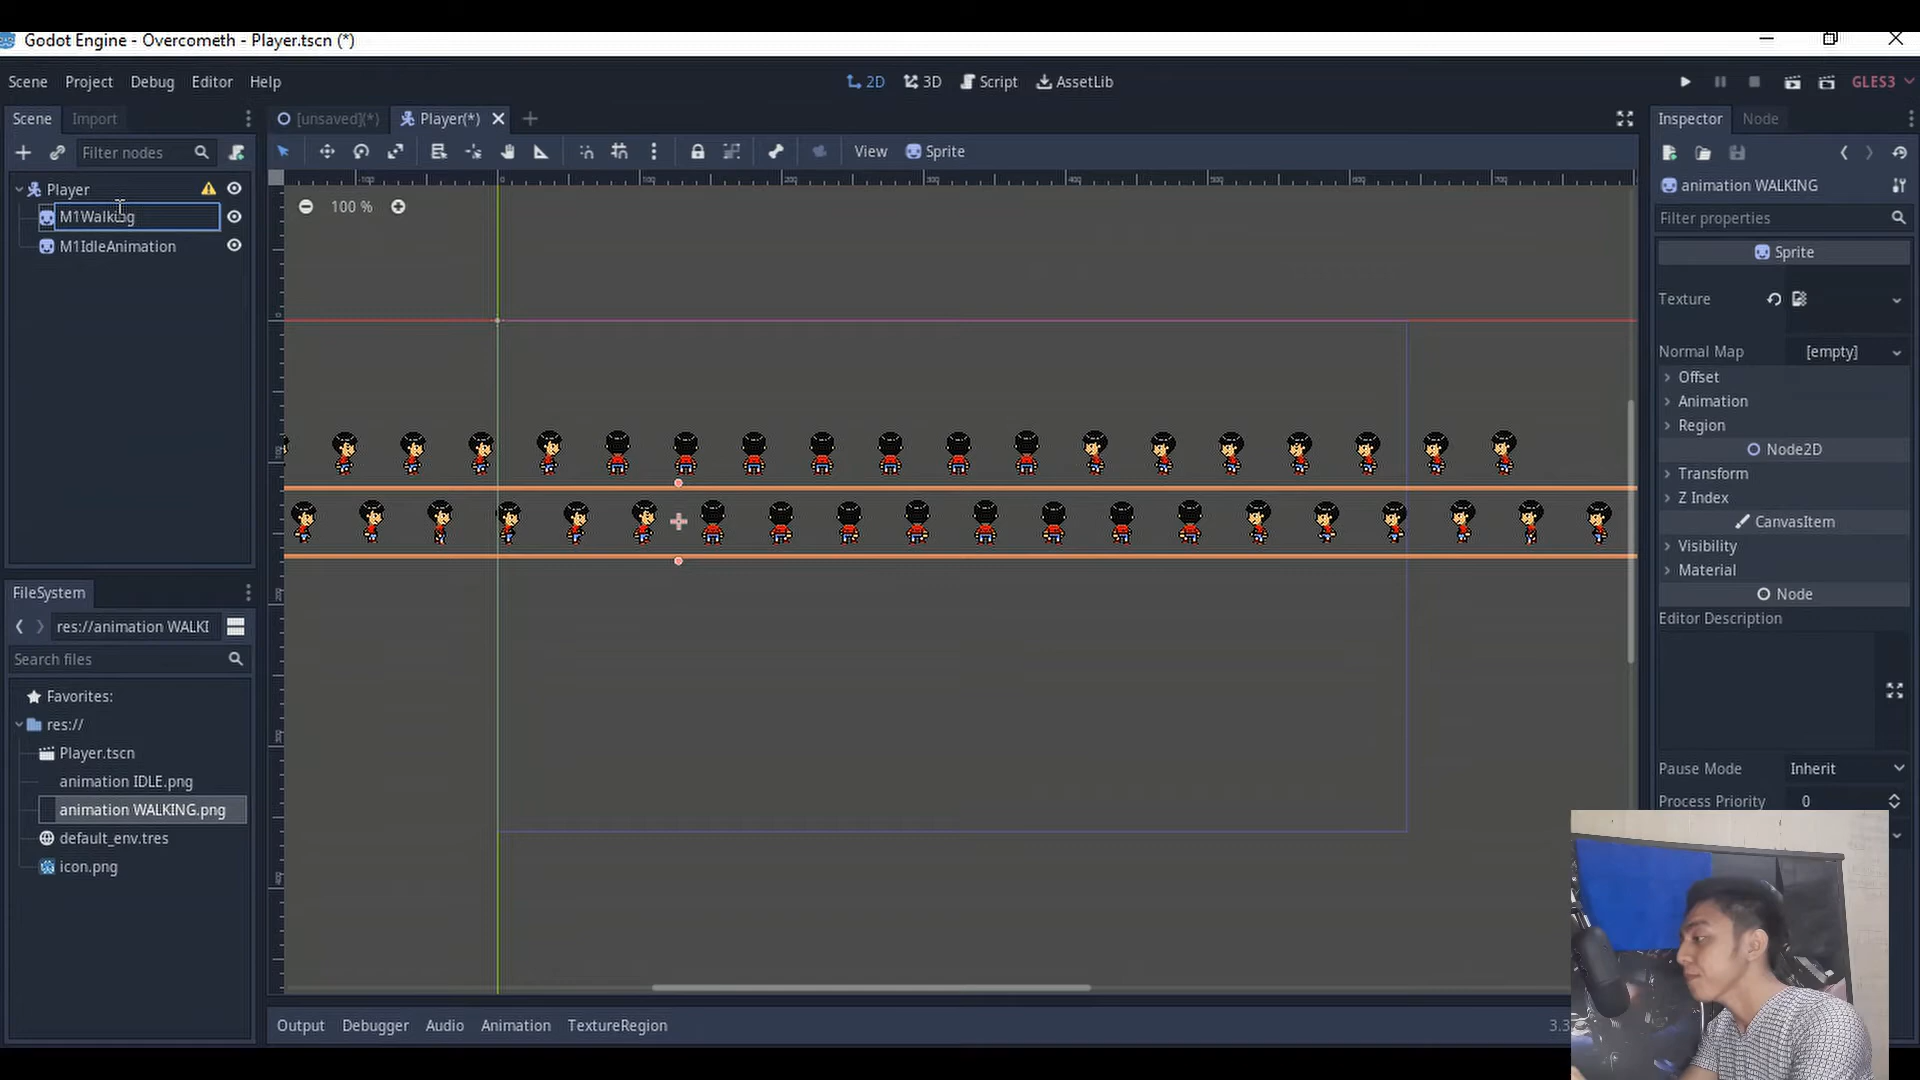 Godot Engine - Overcometh - Player.tscn (*)
Scene Project Debug Editor Help
2D 3D Script AssetLib
GLES3
Scene Import
[unsaved](*) Player(*)
Inspector Node
Filter nodes
View Sprite
Player
M1Walking
M1IdleAnimation
100 %
animation WALKING
Filter properties
Sprite
Texture
Normal Map [empty]
Offset
Animation
Region
Node2D
Transform
Z Index
CanvasItem
Visibility
Material
Node
Editor Description
Pause Mode Inherit
Process Priority 0
FileSystem
res://animation WALKI
Search files
Favorites:
res://
Player.tscn
animation IDLE.png
animation WALKING.png
default_env.tres
icon.png
Output Debugger Audio Animation TextureRegion